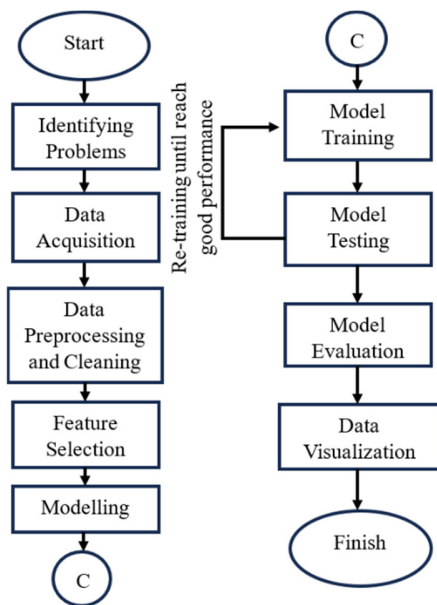 Start
Identifying
Problems
Data
Acquisition
Data
Preprocessing
and Cleaning
Feature
Selection
Modelling
C
C
Model
Training
Re-training until reach
good performance
Model
Testing
Model
Evaluation
Data
Visualization
Finish